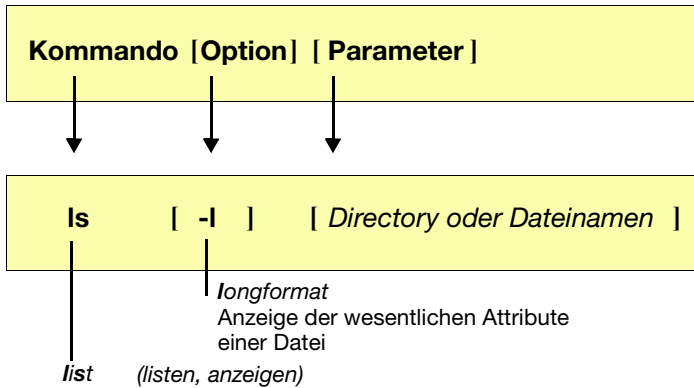 Kommando [Option] [ Parameter ]
ls [ -l ] [ Directory oder Dateinamen ]
longformat
Anzeige der wesentlichen Attribute
einer Datei
list (listen, anzeigen)